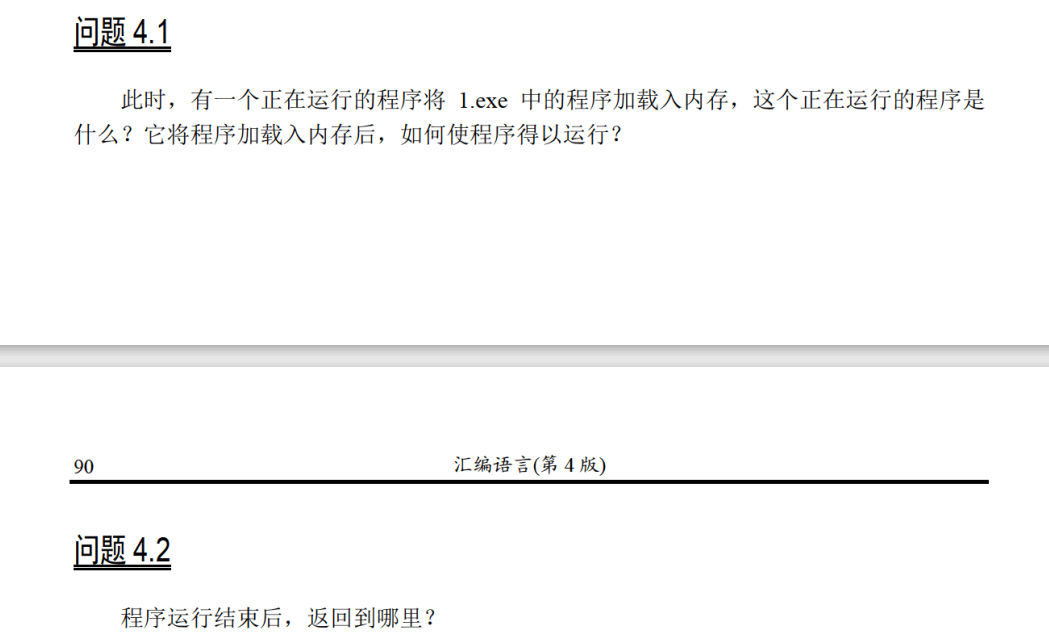 问题 4.1
此时，有一个正在运行的程序将 1.exe 中的程序加载入内存，这个正在运行的程序是
什么？它将程序加载入内存后，如何使程序得以运行？
90 汇编语言(第 4 版)
问题 4.2
程序运行结束后，返回到哪里？